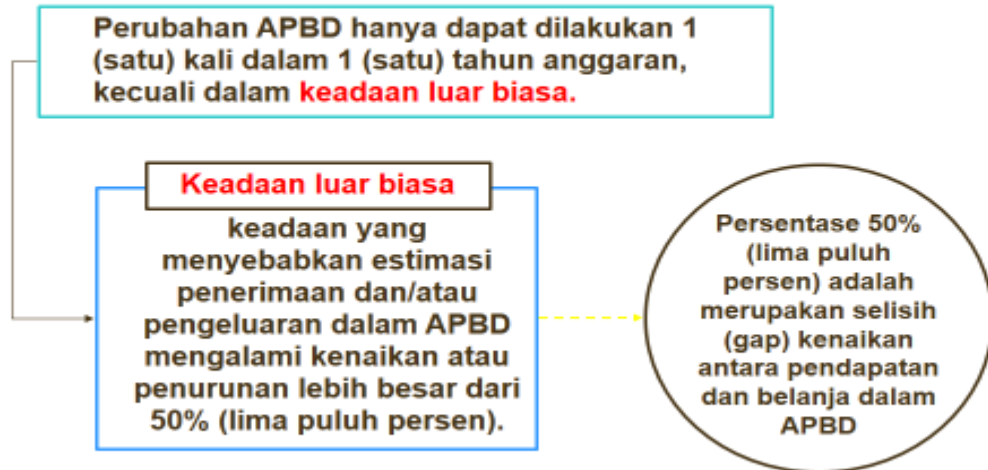 Perubahan APBD hanya dapat dilakukan 1
(satu) kali dalam 1 (satu) tahun anggaran,
kecuali dalam keadaan luar biasa.
Keadaan luar biasa
keadaan yang
menyebabkan estimasi
penerimaan dan/atau
pengeluaran dalam APBD
mengalami kenaikan atau
penurunan lebih besar dari
50% (lima puluh persen).
Persentase 50%
(lima puluh
persen) adalah
merupakan selisih
(gap) kenaikan
antara pendapatan
dan belanja dalam
APBD